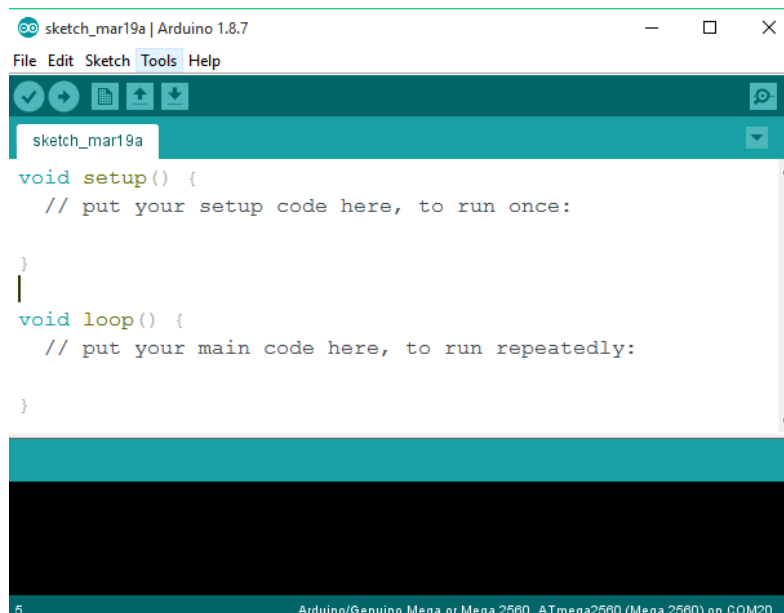 sketch_mar19a | Arduino 1.8.7
File Edit Sketch Tools Help
sketch_mar19a
void setup() {
  // put your setup code here, to run once:
}
void loop() {
  // put your main code here, to run repeatedly:
}
5 Arduino/Genuino Mega or Mega 2560, ATmega2560 (Mega 2560) on COM20